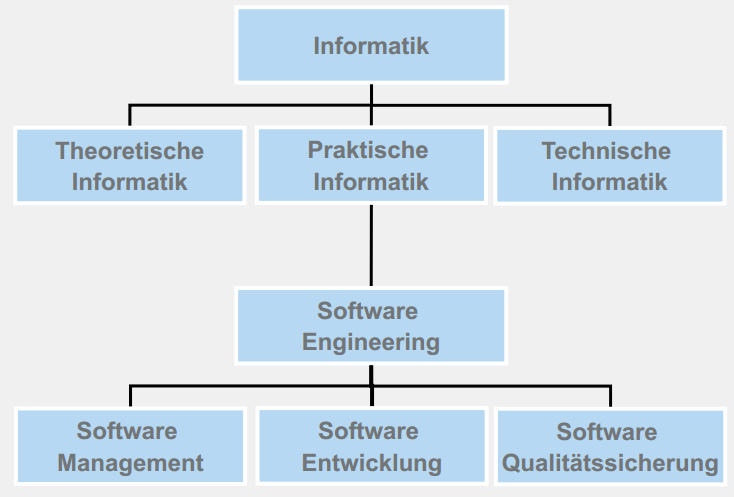 Informatik
Theoretische
Informatik
Praktische
Informatik
Technische
Informatik
Software
Engineering
Software
Management
Software
Entwicklung
Software
Qualitätssicherung